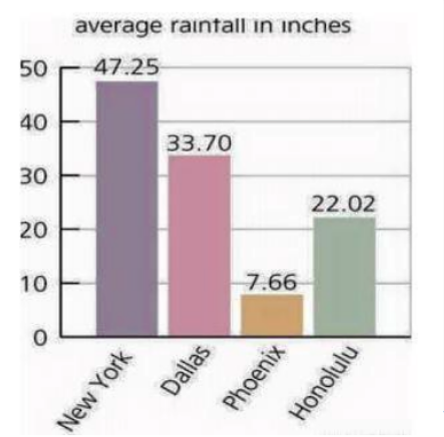 average rainfall in inches
50
47.25
40
33.70
30
22.02
20
10
7.66
0
New York
Dallas
Phoenix
Honolulu